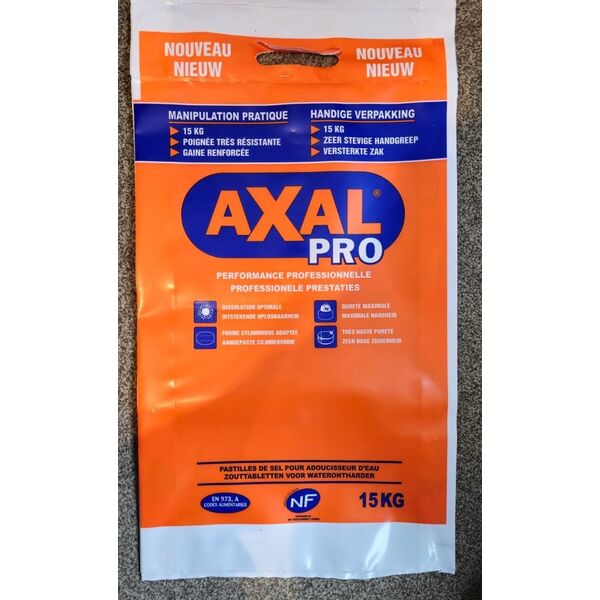 NOUVEAU
NIEUW
NOUVEAU
NIEUW
MANIPULATION PRATIQUE
15 KG
POIGNÉE TRÈS RÉSISTANTE
GAINE RENFORCÉE
HANDIGE VERPAKKING
15 KG
ZEER STEVIGE HANDGREEP
VERSTERKTE ZAK
AXAL®
PRO
PERFORMANCE PROFESSIONNELLE
PROFESSIONELE PRESTATIES
DISSOLUTION OPTIMALE
UITSTEKENDE OPLOSBAARHEID
DURETÉ MAXIMALE
MAXIMALE HARDHEID
FORME CYLINDRIQUE ADAPTÉE
AANGEPASTE CILINDERVORM
TRÈS HAUTE PURETÉ
ZEER HOGE ZUIVERHEID
PASTILLES DE SEL POUR ADOUCISSEUR D'EAU
ZOUTTABLETTEN VOOR WATERONTHARDER
EN 973, A
CODEX ALIMENTARIUS
NF
15KG